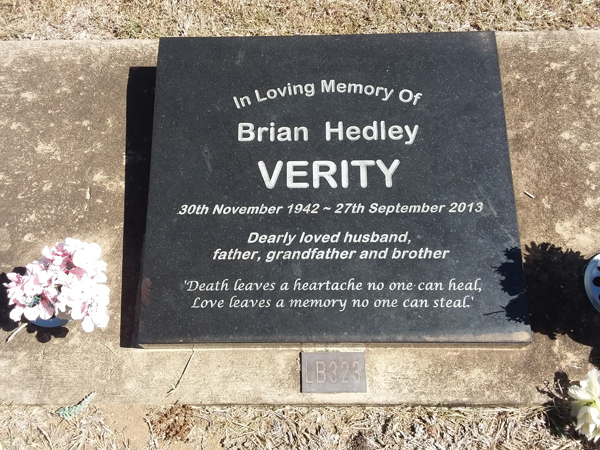 In Loving Memory Of
Brian Hedley
VERITY
30th November 1942 ~ 27th September 2013
Dearly loved husband,
father, grandfather and brother
'Death leaves a heartache no one can heal,
Love leaves a memory no one can steal.'
LB323